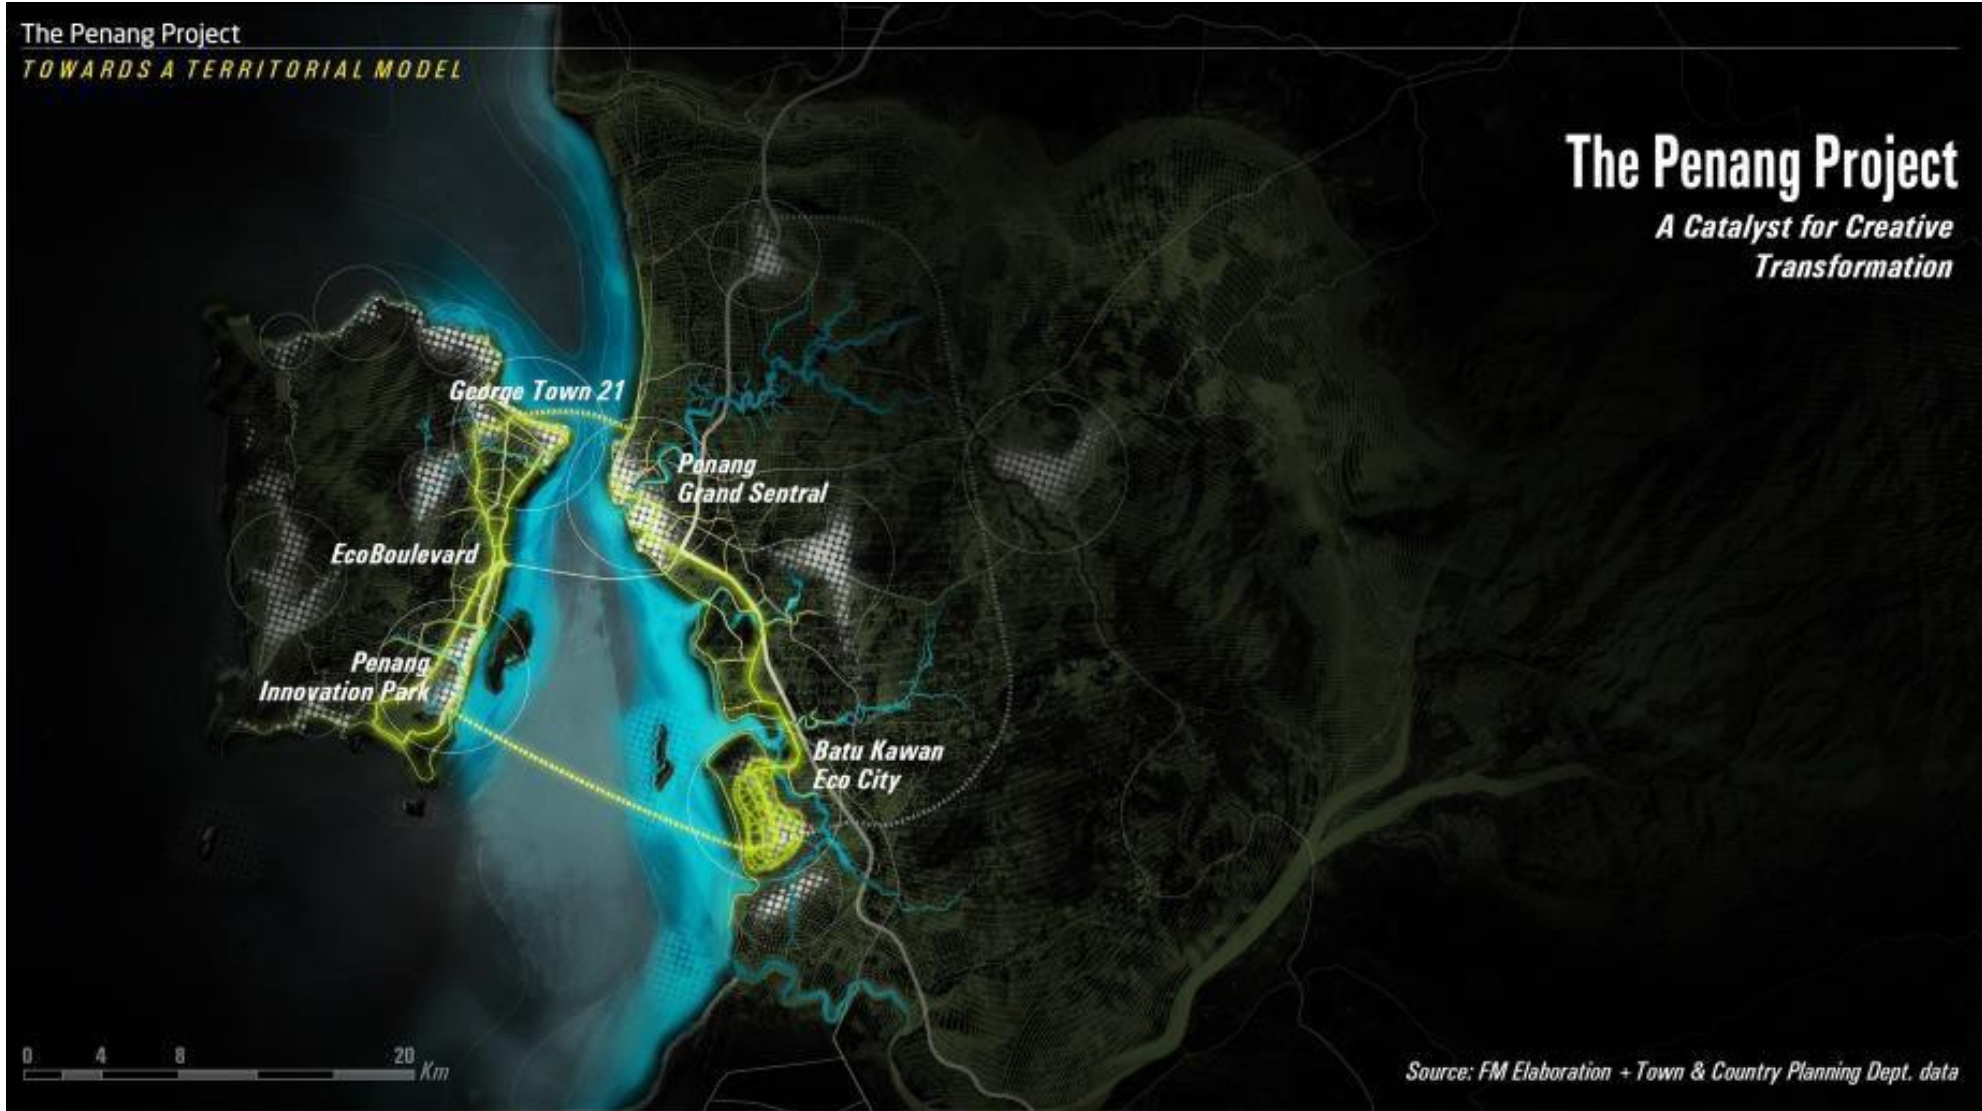 The Penang Project
TOWARDS A TERRITORIAL MODEL
The Penang Project
A Catalyst for Creative
Transformation
George Town 21
Penang
Grand Sentral
EcoBoulevard
Penang
Innovation Park
Batu Kawan
Eco City
0 4 8 20 Km
Source: FM Elaboration + Town & Country Planning Dept. data